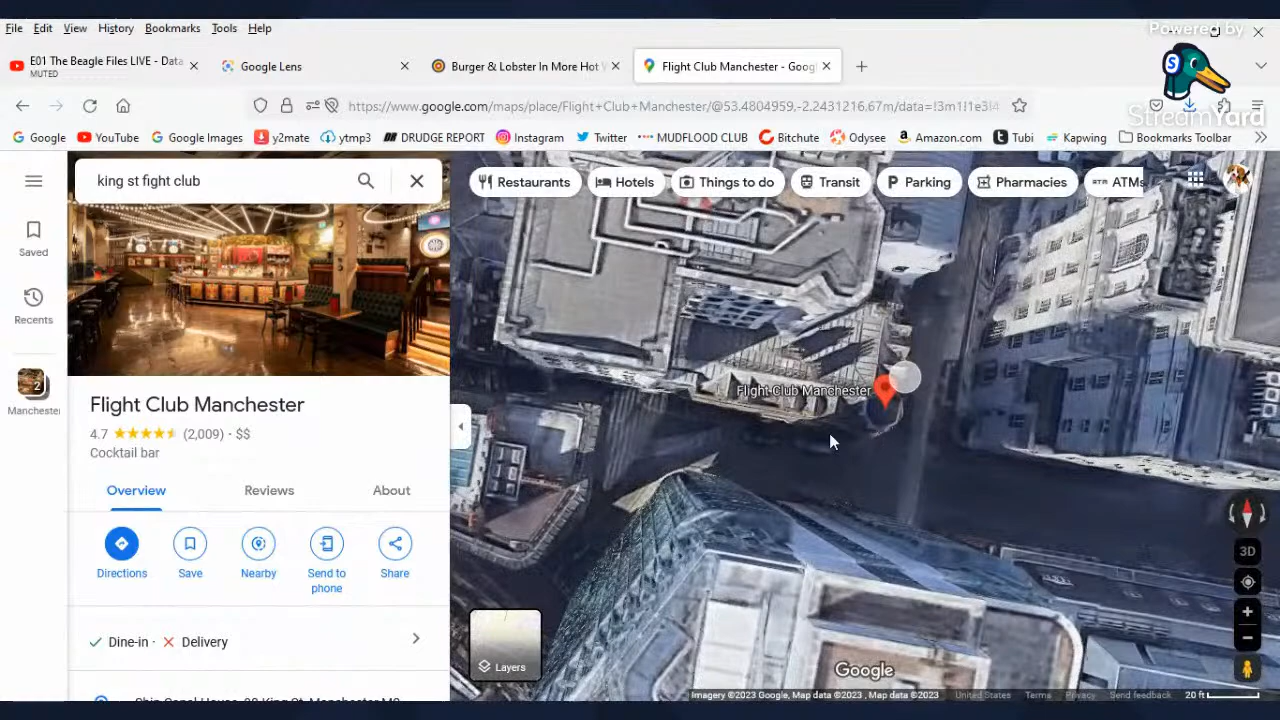 Powered by
StreamYard
File Edit View History Bookmarks Tools Help
E01 The Beagle Files LIVE - Data
MUTED
Google Lens
Burger & Lobster In More Hot W
Flight Club Manchester - Googl
https://www.google.com/maps/place/Flight+Club+Manchester/@53.4804959,-2.2431216,67m/data=!3m1!1e3!4
Google YouTube Google Images y2mate ytmp3 DRUDGE REPORT Instagram Twitter MUDFLOOD CLUB Bitchute Odysee Amazon.com Tubi Kapwing Bookmarks Toolbar
king st fight club
Restaurants Hotels Things to do Transit Parking Pharmacies ATMs
Saved
Recents
2
Manchester
Flight Club Manchester
4.7 (2,009) · $$
Cocktail bar
Overview Reviews About
Directions Save Nearby Send to phone Share
Dine-in · Delivery
Flight Club Manchester
3D
Layers
Google
Imagery ©2023 Google, Map data ©2023 , Map data ©2023 United States Terms Privacy Send feedback 20 ft